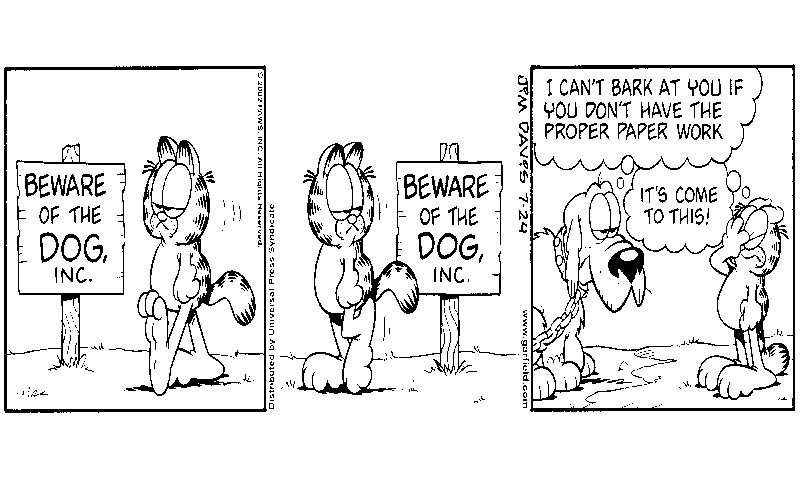 BEWARE
OF THE
DOG,
INC.
Distributed by Universal Press Syndicate
BEWARE
OF THE
DOG,
INC.
JIM DAVIS 7·24
www.garfield.com
I CAN'T BARK AT YOU IF
YOU DON'T HAVE THE
PROPER PAPER WORK
IT'S COME
TO THIS!